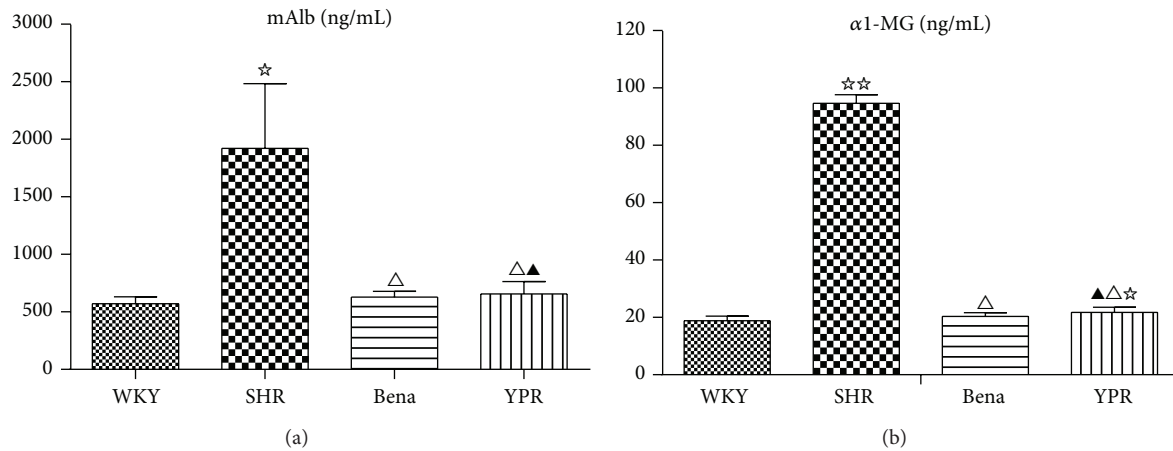 mAlb (ng/mL)
3000
2500
2000
1500
1000
500
0
☆
△
△▲
WKY
SHR
Bena
YPR
(a)
α1-MG (ng/mL)
120
100
80
60
40
20
0
☆☆
△
▲△☆
WKY
SHR
Bena
YPR
(b)